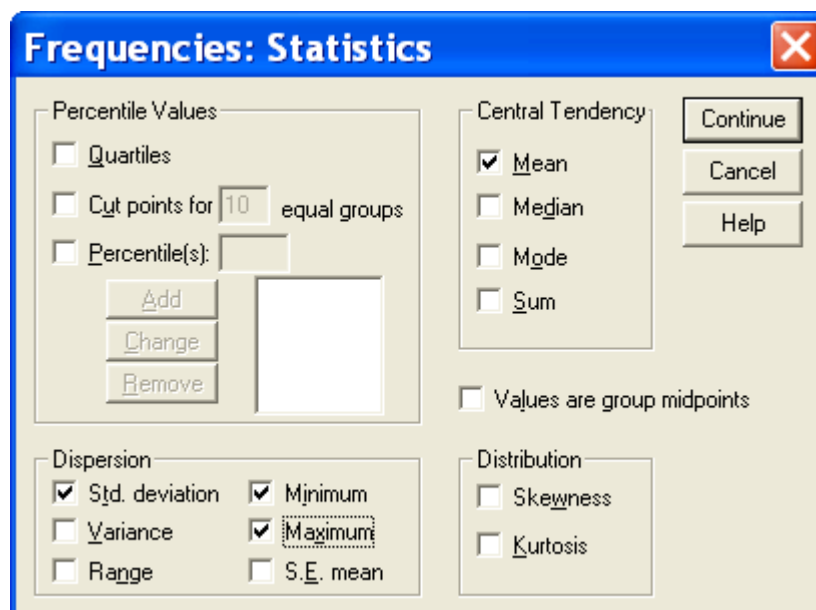 Frequencies: Statistics
Percentile Values
Quartiles
Cut points for 10 equal groups
Percentile(s):
Add
Change
Remove
Central Tendency
Mean
Median
Mode
Sum
Continue
Cancel
Help
Values are group midpoints
Dispersion
Std. deviation Minimum
Variance Maximum
Range S.E. mean
Distribution
Skewness
Kurtosis